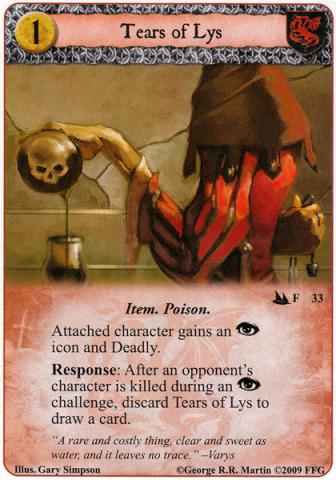 1
Tears of Lys
F 33
Item. Poison.
Attached character gains an
icon and Deadly.
Response: After an opponent's
character is killed during an
challenge, discard Tears of Lys to
draw a card.
"A rare and costly thing, clear and sweet as
water, and it leaves no trace." –Varys
Illus. Gary Simpson ©George R.R. Martin ©2009 FFG